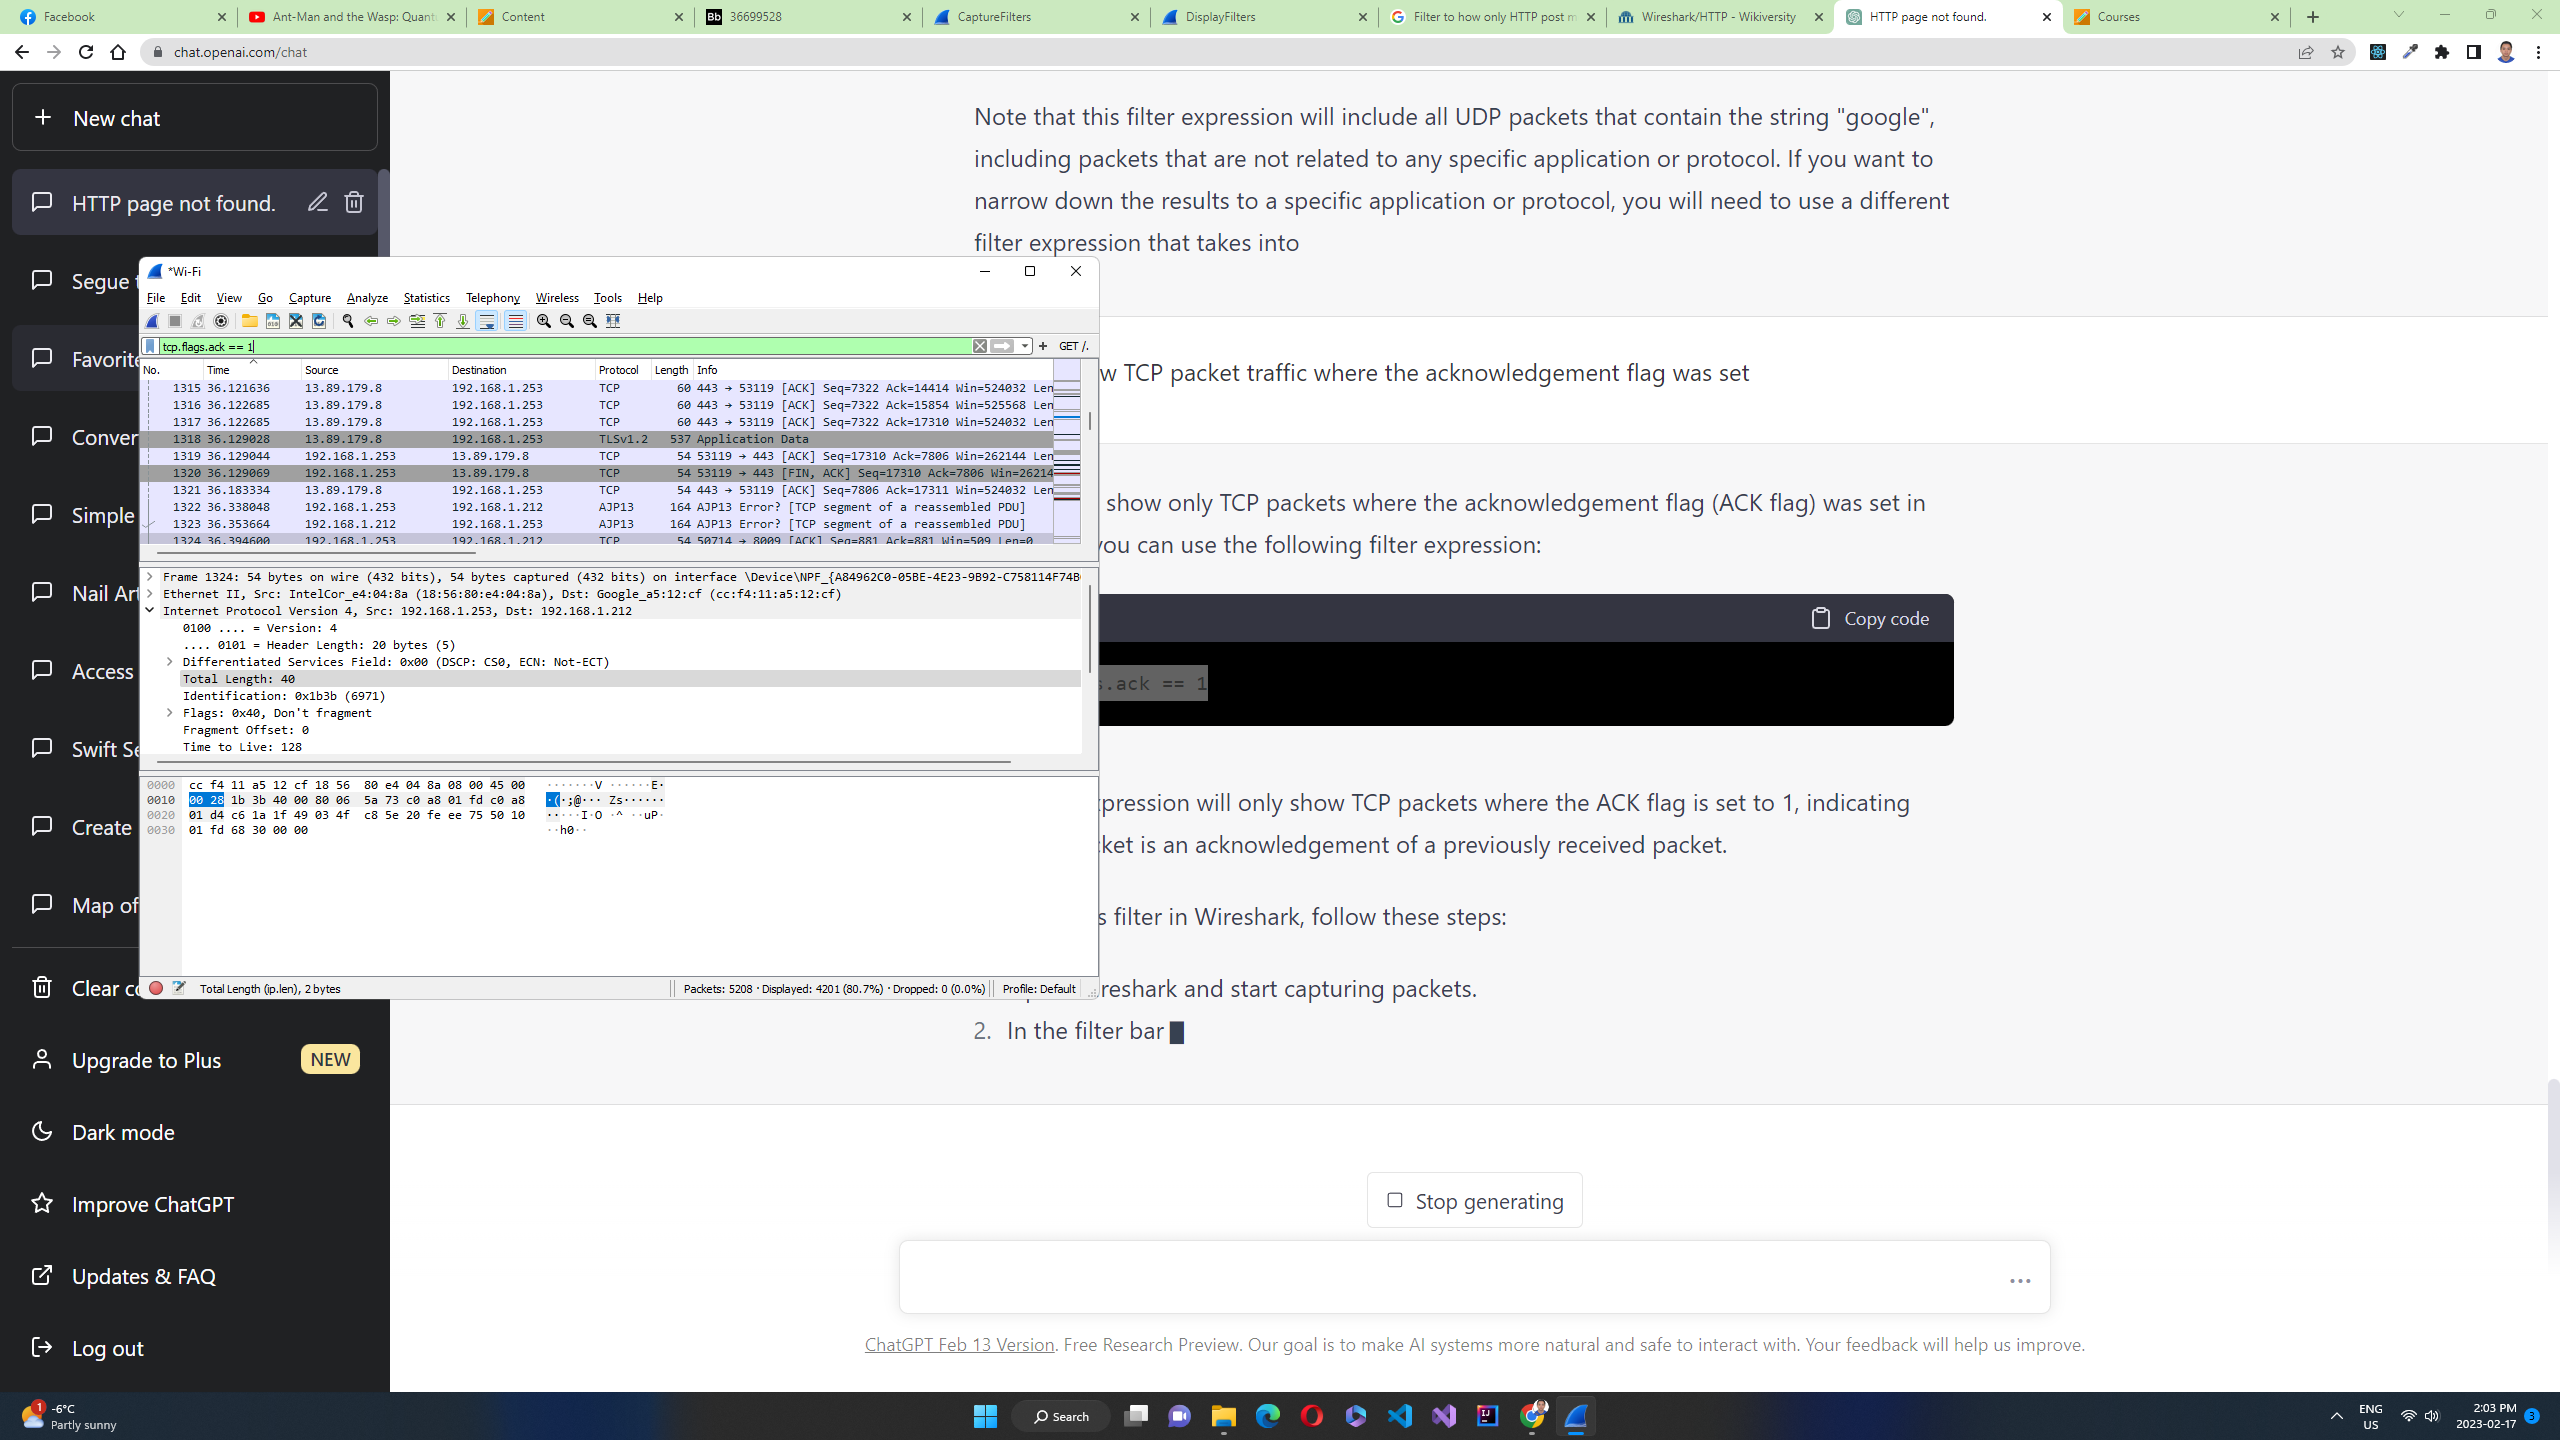 Facebook
Ant-Man and the Wasp: Quant
Content
Bb 36699528
CaptureFilters
DisplayFilters
Filter to how only HTTP post m
Wireshark/HTTP - Wikiversity
HTTP page not found.
Courses
chat.openai.com/chat
New chat
HTTP page not found.
Segue t
Favorite
Conver
Simple
Nail Art
Access
Swift Se
Create
Map of
Clear co
Upgrade to Plus NEW
Dark mode
Improve ChatGPT
Updates & FAQ
Log out
Note that this filter expression will include all UDP packets that contain the string "google",
including packets that are not related to any specific application or protocol. If you want to
narrow down the results to a specific application or protocol, you will need to use a different
filter expression that takes into
w TCP packet traffic where the acknowledgement flag was set
show only TCP packets where the acknowledgement flag (ACK flag) was set in
you can use the following filter expression:
Copy code
s.ack == 1
xpression will only show TCP packets where the ACK flag is set to 1, indicating
cket is an acknowledgement of a previously received packet.
s filter in Wireshark, follow these steps:
reshark and start capturing packets.
2. In the filter bar
Stop generating
ChatGPT Feb 13 Version. Free Research Preview. Our goal is to make AI systems more natural and safe to interact with. Your feedback will help us improve.
*Wi-Fi
File Edit View Go Capture Analyze Statistics Telephony Wireless Tools Help
tcp.flags.ack == 1
GET /.
No. Time Source Destination Protocol Length Info
1315 36.121636 13.89.179.8 192.168.1.253 TCP 60 443 → 53119 [ACK] Seq=7322 Ack=14414 Win=524032 Len
1316 36.122685 13.89.179.8 192.168.1.253 TCP 60 443 → 53119 [ACK] Seq=7322 Ack=15854 Win=525568 Len
1317 36.122685 13.89.179.8 192.168.1.253 TCP 60 443 → 53119 [ACK] Seq=7322 Ack=17310 Win=524032 Len
1318 36.129028 13.89.179.8 192.168.1.253 TLSv1.2 537 Application Data
1319 36.129044 192.168.1.253 13.89.179.8 TCP 54 53119 → 443 [ACK] Seq=17310 Ack=7806 Win=262144 Len
1320 36.129069 192.168.1.253 13.89.179.8 TCP 54 53119 → 443 [FIN, ACK] Seq=17310 Ack=7806 Win=26214
1321 36.183334 13.89.179.8 192.168.1.253 TCP 54 443 → 53119 [ACK] Seq=7806 Ack=17311 Win=524032 Len
1322 36.338048 192.168.1.253 192.168.1.212 AJP13 164 AJP13 Error? [TCP segment of a reassembled PDU]
1323 36.353664 192.168.1.212 192.168.1.253 AJP13 164 AJP13 Error? [TCP segment of a reassembled PDU]
1324 36.394600 192.168.1.253 192.168.1.212 TCP 54 50714 → 8009 [ACK] Seq=881 Ack=881 Win=509 Len=0
Frame 1324: 54 bytes on wire (432 bits), 54 bytes captured (432 bits) on interface \Device\NPF_{A84962C0-05BE-4E23-9B92-C758114F74B
Ethernet II, Src: IntelCor_e4:04:8a (18:56:80:e4:04:8a), Dst: Google_a5:12:cf (cc:f4:11:a5:12:cf)
Internet Protocol Version 4, Src: 192.168.1.253, Dst: 192.168.1.212
0100 .... = Version: 4
.... 0101 = Header Length: 20 bytes (5)
Differentiated Services Field: 0x00 (DSCP: CS0, ECN: Not-ECT)
Total Length: 40
Identification: 0x1b3b (6971)
Flags: 0x40, Don't fragment
Fragment Offset: 0
Time to Live: 128
0000 cc f4 11 a5 12 cf 18 56 80 e4 04 8a 08 00 45 00 ·······V ······E·
0010 00 28 1b 3b 40 00 80 06 5a 73 c0 a8 01 fd c0 a8 ·(·;@··· Zs······
0020 01 d4 c6 1a 1f 49 03 4f c8 5e 20 fe ee 75 50 10 ·····I·O ·^ ··uP·
0030 01 fd 68 30 00 00 ··h0··
Total Length (ip.len), 2 bytes
Packets: 5208 · Displayed: 4201 (80.7%) · Dropped: 0 (0.0%)
Profile: Default
1
-6°C
Partly sunny
Search
ENG
US
2:03 PM
2023-02-17
3